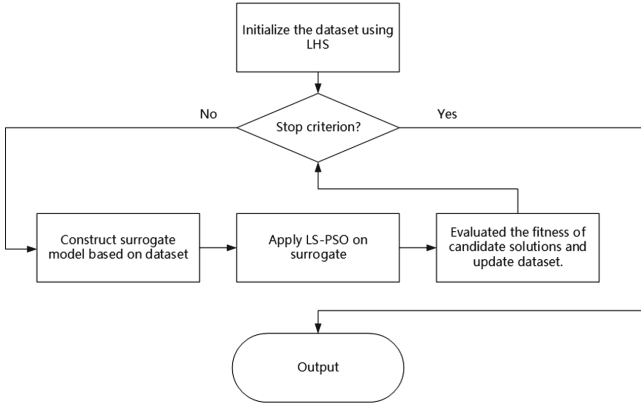 Initialize the dataset using
LHS
No
Yes
Stop criterion?
Construct surrogate
model based on dataset
Apply LS-PSO on
surrogate
Evaluated the fitness of
candidate solutions and
update dataset.
Output